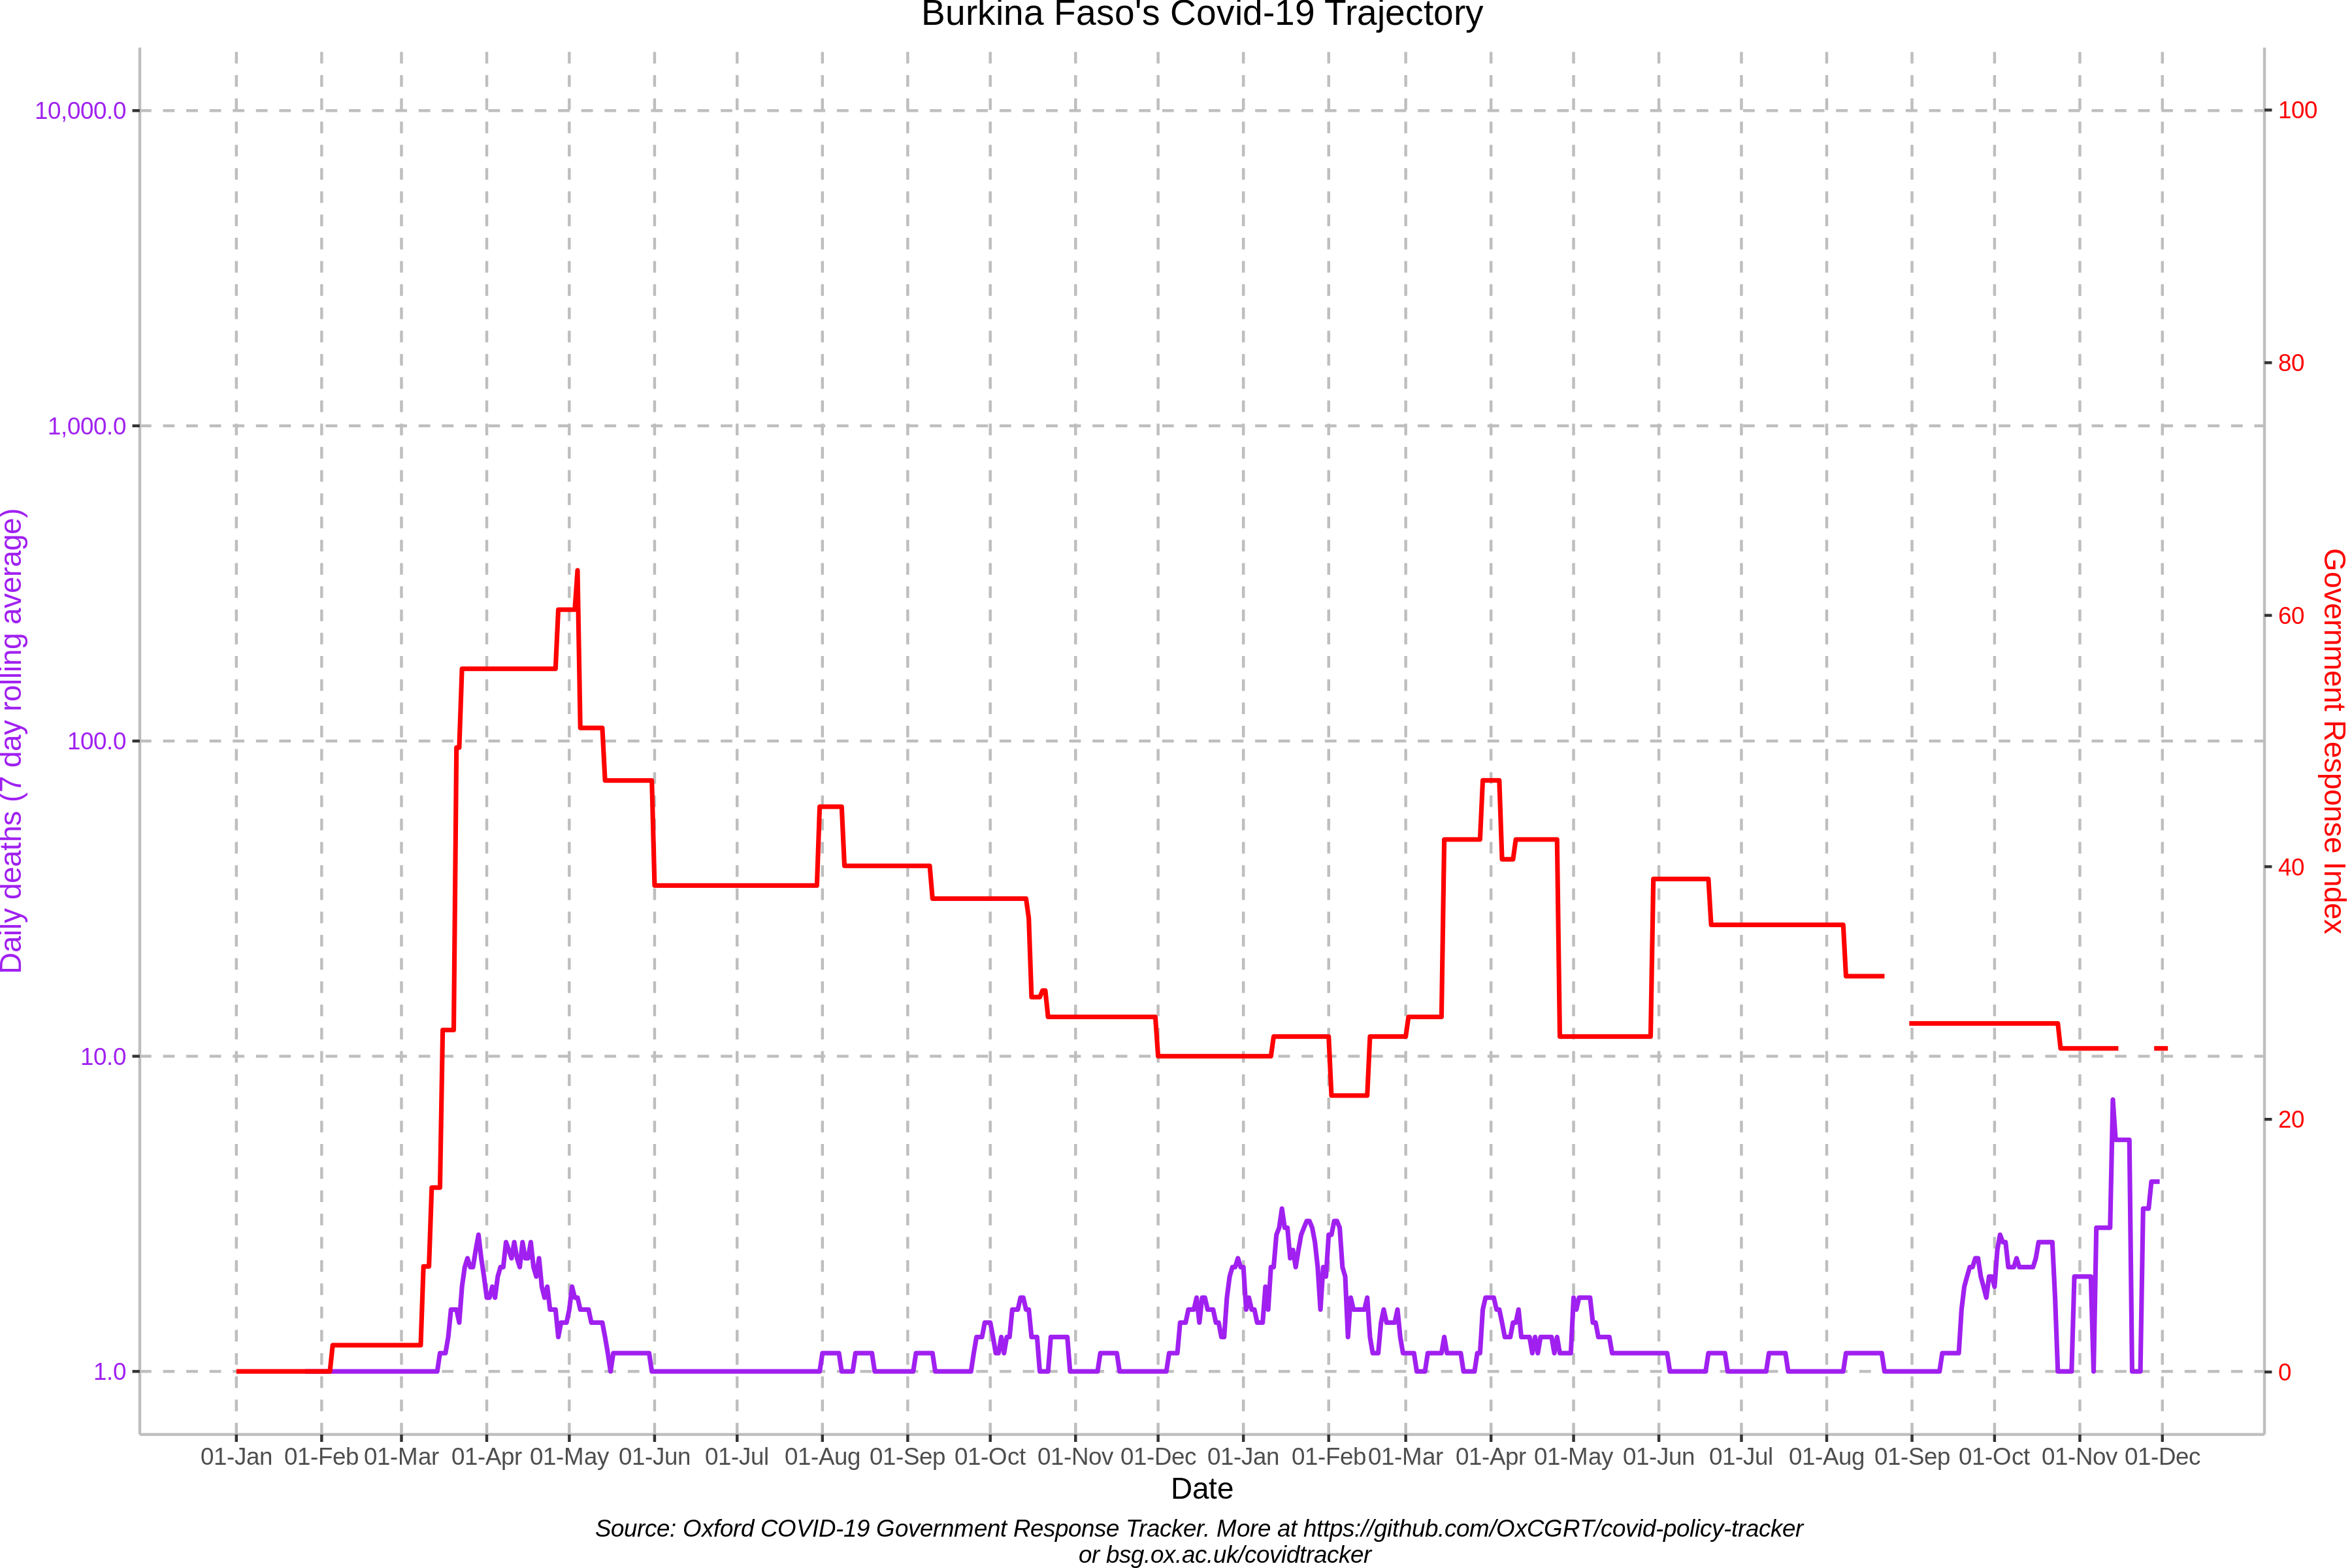 Burkina Faso's Covid-19 Trajectory
10,000.0
1,000.0
100.0
10.0
1.0
Daily deaths (7 day rolling average)
100
80
60
40
20
0
Government Response Index
01-Jan 01-Feb 01-Mar 01-Apr 01-May 01-Jun 01-Jul 01-Aug 01-Sep 01-Oct 01-Nov 01-Dec 01-Jan 01-Feb 01-Mar 01-Apr 01-May 01-Jun 01-Jul 01-Aug 01-Sep 01-Oct 01-Nov 01-Dec
Date
Source: Oxford COVID-19 Government Response Tracker. More at https://github.com/OxCGRT/covid-policy-tracker
or bsg.ox.ac.uk/covidtracker